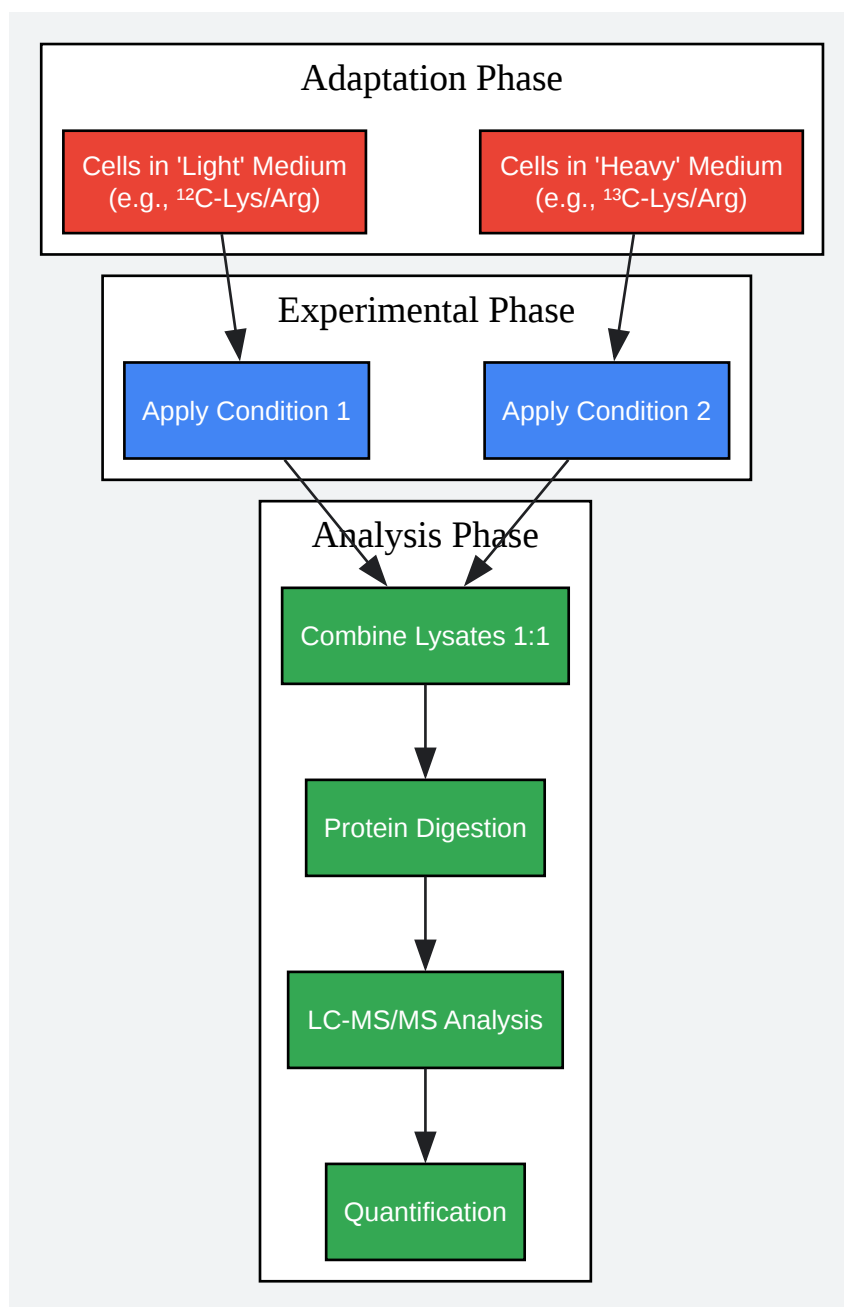 Adaptation Phase
Cells in 'Light' Medium
(e.g., ¹²C-Lys/Arg)
Cells in 'Heavy' Medium
(e.g., ¹³C-Lys/Arg)
Experimental Phase
Apply Condition 1
Apply Condition 2
Analysis Phase
Combine Lysates 1:1
Protein Digestion
LC-MS/MS Analysis
Quantification